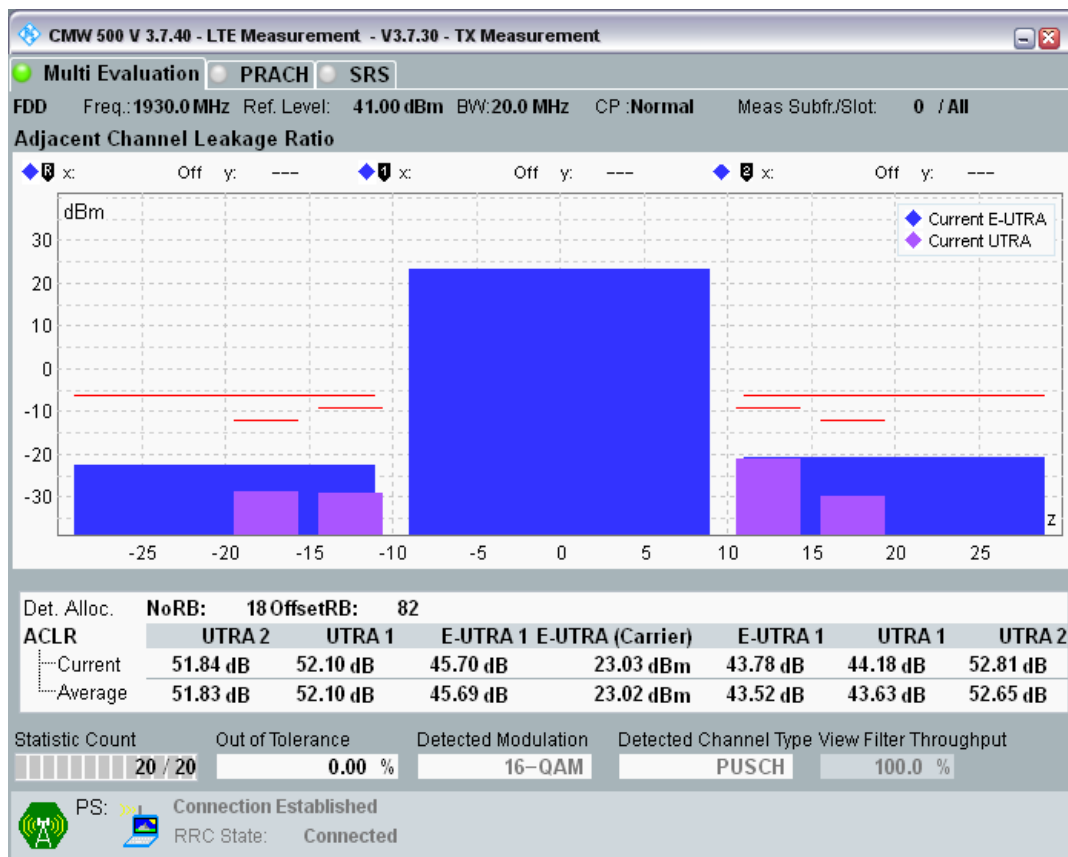 CMW 500 V 3.7.40 - LTE Measurement - V3.7.30 - TX Measurement
Multi Evaluation PRACH SRS
FDD Freq.:1930.0 MHz Ref. Level: 41.00 dBm BW:20.0 MHz CP :Normal Meas Subfr./Slot: 0 / All
Adjacent Channel Leakage Ratio
R x: Off y: --- 1 x: Off y: --- 2 x: Off y: ---
dBm
Current E-UTRA
Current UTRA
30
20
10
0
-10
-20
-30
z
-25 -20 -15 -10 -5 0 5 10 15 20 25
Det. Alloc. NoRB: 18 OffsetRB: 82
ACLR UTRA 2 UTRA 1 E-UTRA 1 E-UTRA (Carrier) E-UTRA 1 UTRA 1 UTRA 2
Current 51.84 dB 52.10 dB 45.70 dB 23.03 dBm 43.78 dB 44.18 dB 52.81 dB
Average 51.83 dB 52.10 dB 45.69 dB 23.02 dBm 43.52 dB 43.63 dB 52.65 dB
Statistic Count Out of Tolerance Detected Modulation Detected Channel Type View Filter Throughput
20 / 20 0.00 % 16-QAM PUSCH 100.0 %
PS: Connection Established
RRC State: Connected